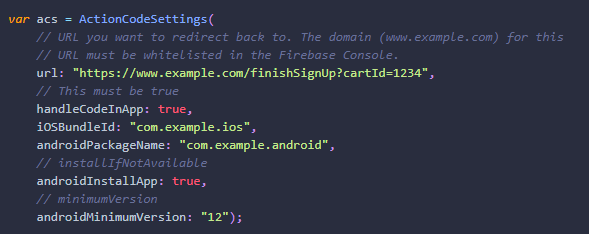 var acs = ActionCodeSettings(
// URL you want to redirect back to. The domain (www.example.com) for this
// URL must be whitelisted in the Firebase Console.
url: "https://www.example.com/finishSignUp?cartId=1234",
// This must be true
handleCodeInApp: true,
iOSBundleId: "com.example.ios",
androidPackageName: "com.example.android",
// installIfNotAvailable
androidInstallApp: true,
// minimumVersion
androidMinimumVersion: "12");